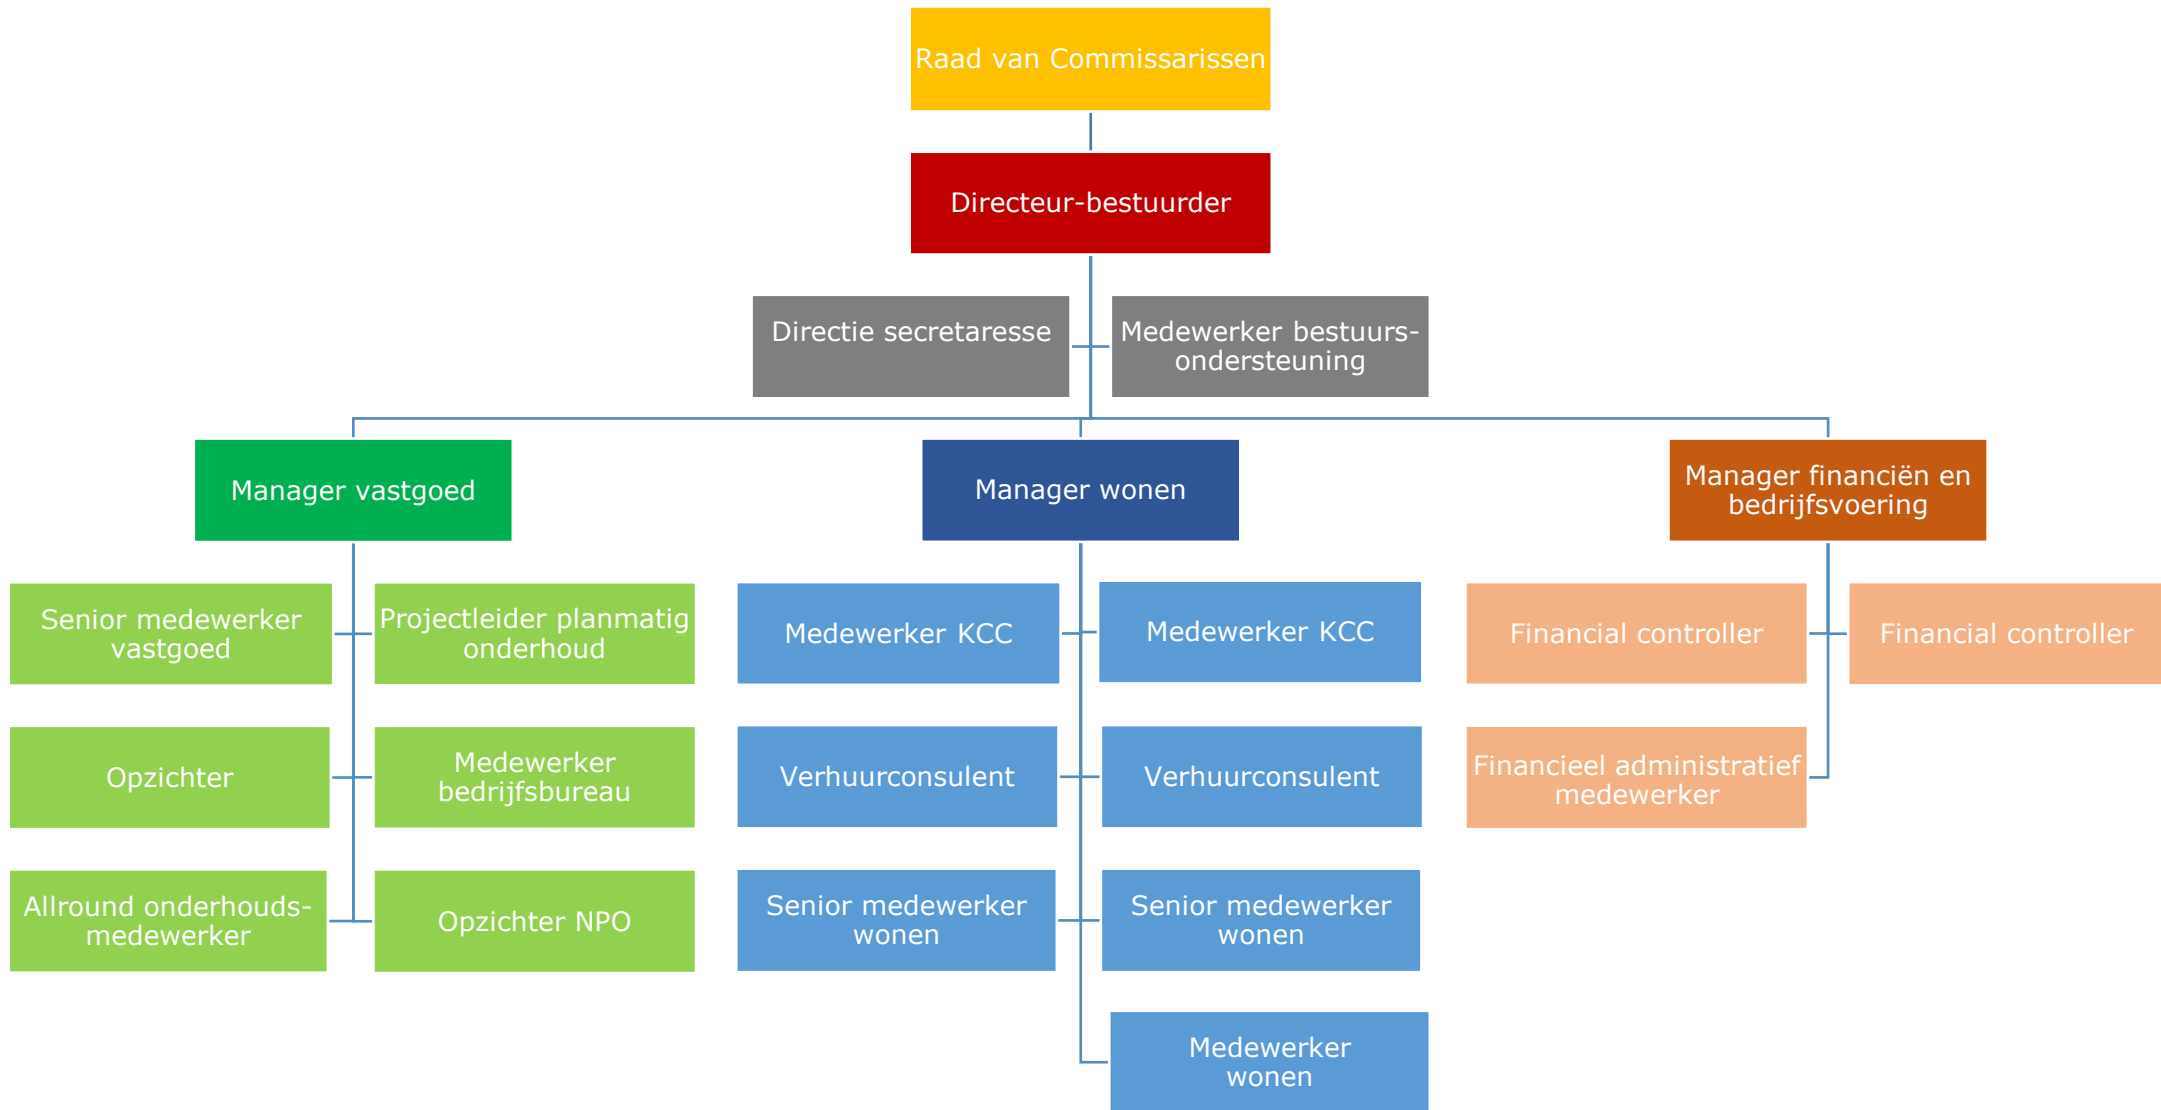 Raad van Commissarissen
Directeur-bestuurder
Directie secretaresse
Medewerker bestuurs-
ondersteuning
Manager vastgoed
Manager wonen
Manager financiën en
bedrijfsvoering
Senior medewerker
vastgoed
Projectleider planmatig
onderhoud
Medewerker KCC
Medewerker KCC
Financial controller
Financial controller
Opzichter
Medewerker
bedrijfsbureau
Verhuurconsulent
Verhuurconsulent
Financieel administratief
medewerker
Allround onderhouds-
medewerker
Opzichter NPO
Senior medewerker
wonen
Senior medewerker
wonen
Medewerker
wonen